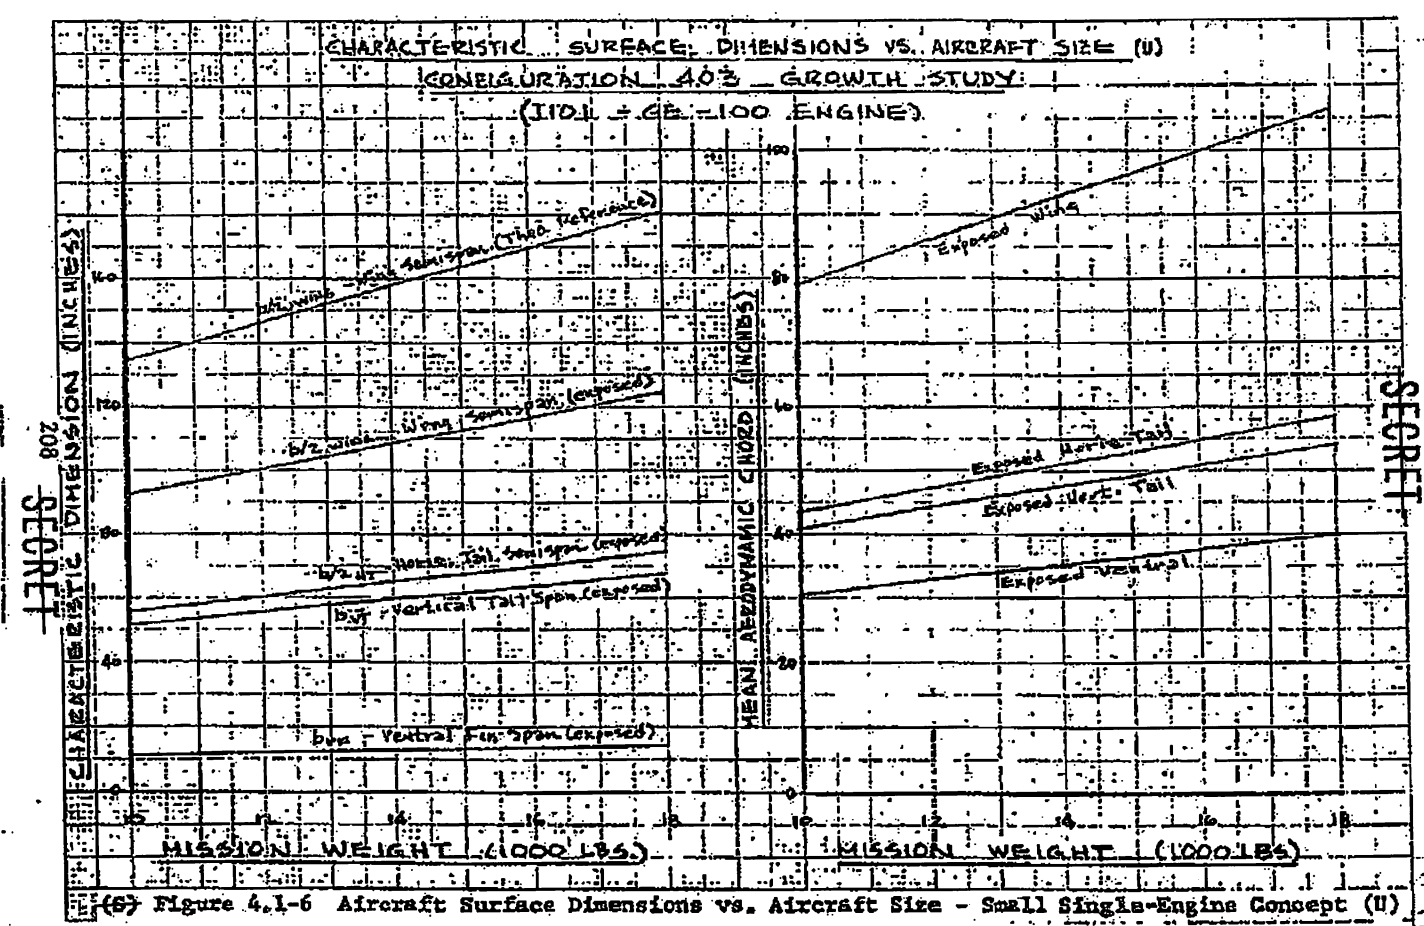 CHARACTERISTIC SURFACE DIMENSIONS VS. AIRCRAFT SIZE (U)
CONFIGURATION 403 GROWTH STUDY
(J101-GE-100 ENGINE)
CHARACTERISTIC DIMENSION (INCHES)
160
120
80
40
0
b/2 wing - Wing Semispan (Theo. Reference)
b/2 wing - Wing Semispan (exposed)
b/2 HT - Horiz. Tail Semispan (exposed)
bVT - Vertical Tail Span (exposed)
bVF - Ventral Fin Span (exposed)
10 12 14 16 18
MISSION WEIGHT (1000 LBS.)
MEAN AERODYNAMIC CHORD (INCHES)
100
80
60
40
20
0
Exposed Wing
Exposed Horiz. Tail
Exposed Vert. Tail
Exposed Ventral
10 12 14 16 18
MISSION WEIGHT (1000 LBS)
208
SECRET
SECRET
(S) Figure 4.1-6 Aircraft Surface Dimensions vs. Aircraft Size - Small Single-Engine Concept (U)